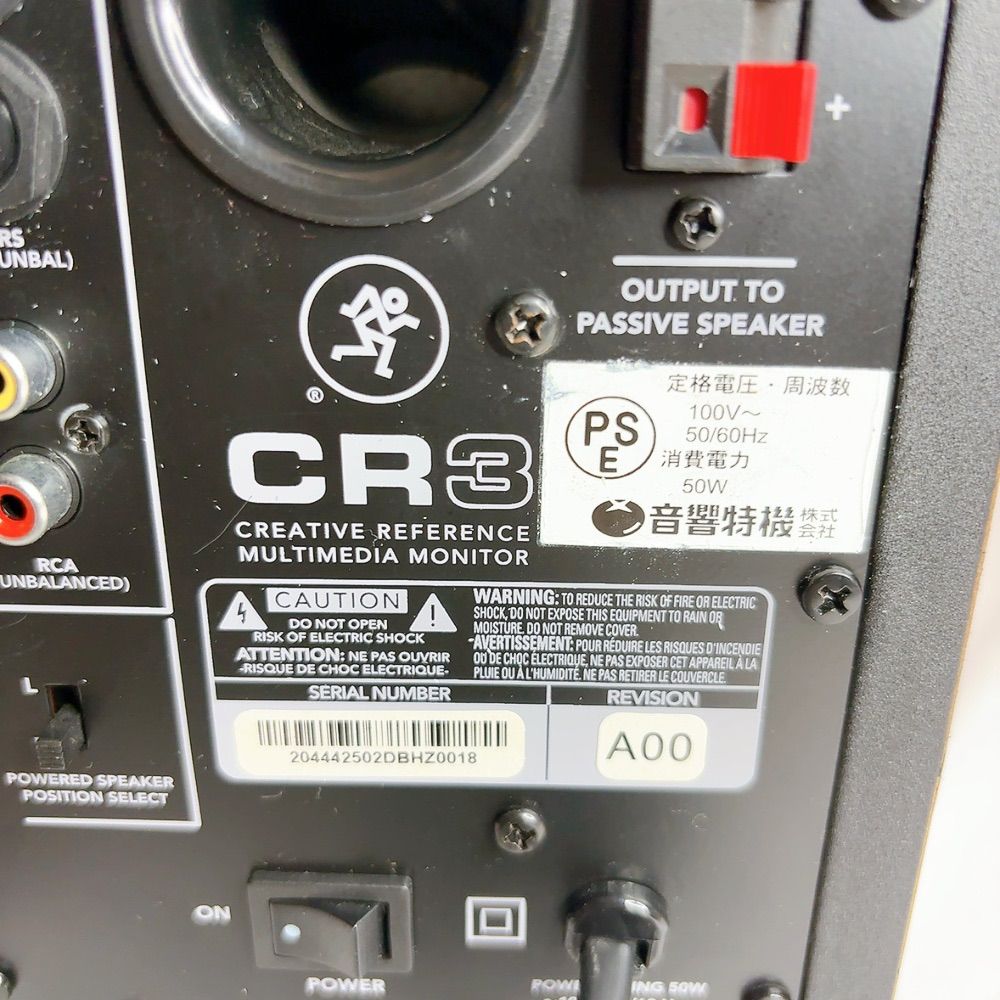 RS
UNBAL)
RCA
UNBALANCED)
L
POWERED SPEAKER
POSITION SELECT
+
OUTPUT TO
PASSIVE SPEAKER
®
CR3
CREATIVE REFERENCE
MULTIMEDIA MONITOR
定格電圧・周波数
100V～
50/60Hz
PS
E
消費電力
50W
音響特機 株式
会社
CAUTION
DO NOT OPEN
RISK OF ELECTRIC SHOCK
ATTENTION: NE PAS OUVRIR
-RISQUE DE CHOC ELECTRIQUE-
WARNING: TO REDUCE THE RISK OF FIRE OR ELECTRIC
SHOCK, DO NOT EXPOSE THIS EQUIPMENT TO RAIN OR
MOISTURE. DO NOT REMOVE COVER.
-AVERTISSEMENT: POUR RÉDUIRE LES RISQUES D'INCENDIE
OU DE CHOC ÉLECTRIQUE, NE PAS EXPOSER CET APPAREIL À LA
PLUIE OU À L'HUMIDITÉ. NE PAS RETIRER LE COUVERCLE.
SERIAL NUMBER
204442502DBHZ0018
REVISION
A00
ON
POWER
50W